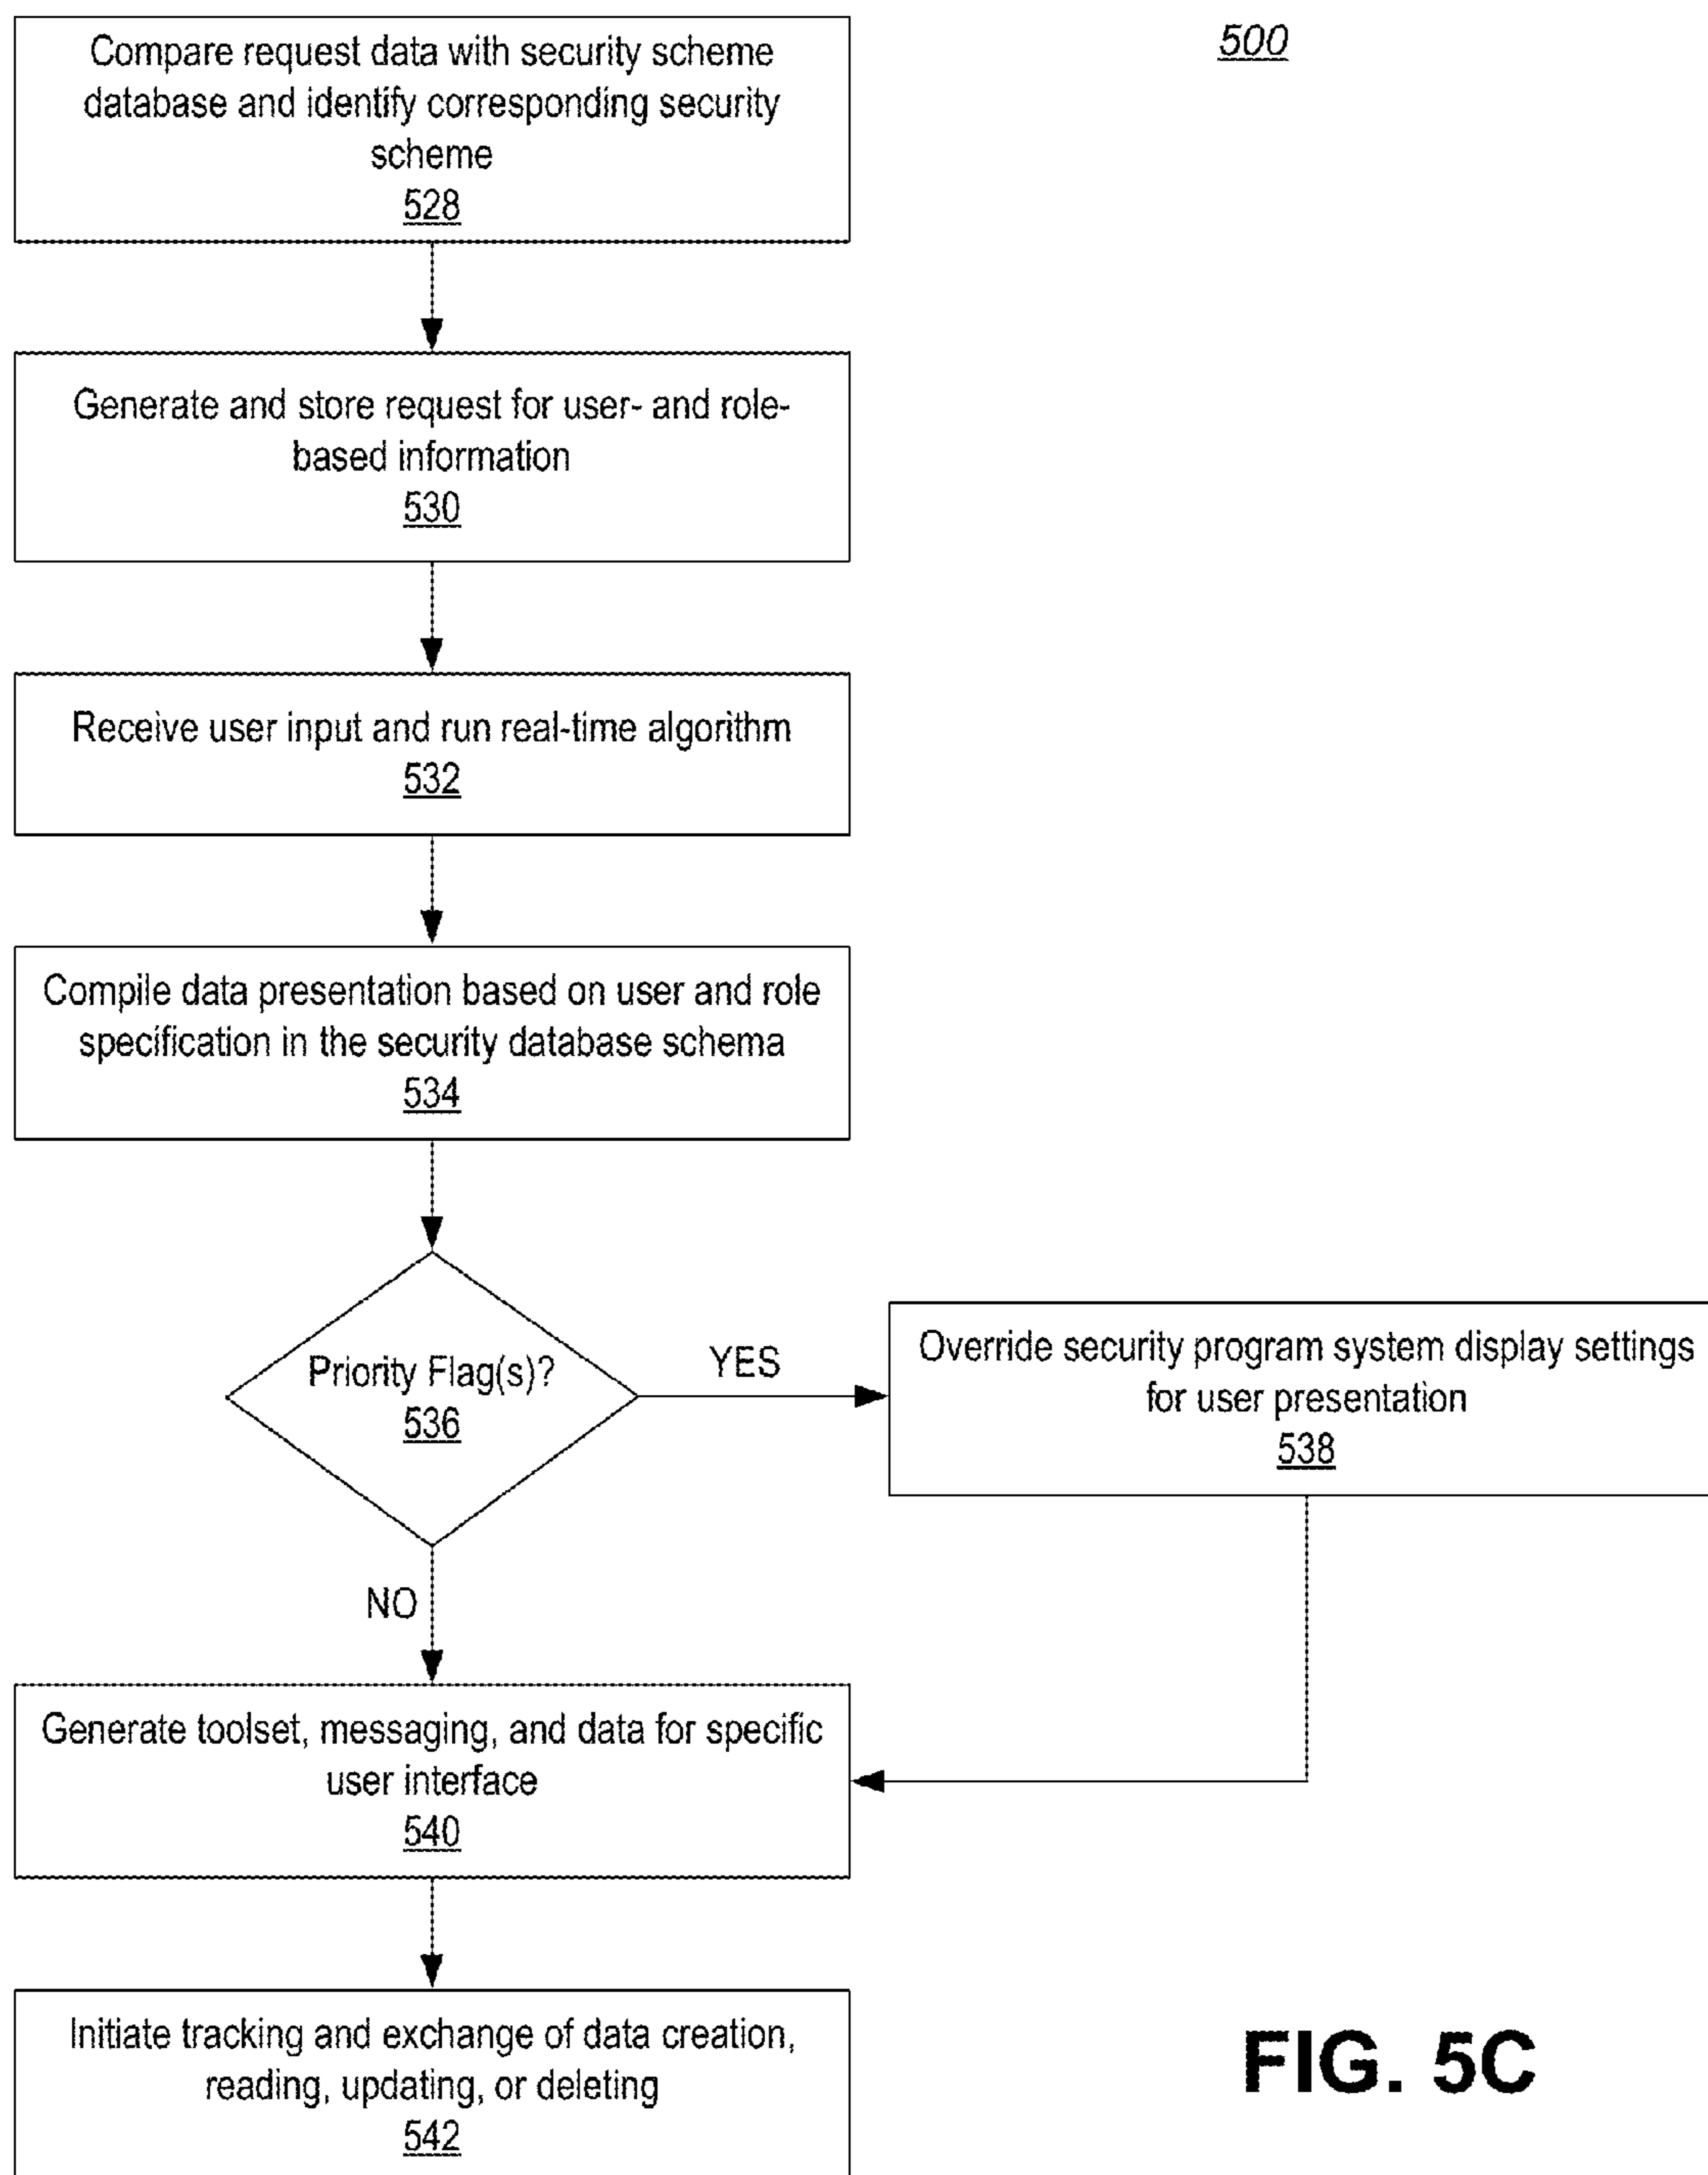 500
Compare request data with security scheme
database and identify corresponding security
scheme
528
Generate and store request for user- and role-
based information
530
Receive user input and run real-time algorithm
532
Compile data presentation based on user and role
specification in the security database schema
534
Priority Flag(s)?
536
YES
Override security program system display settings
for user presentation
538
NO
Generate toolset, messaging, and data for specific
user interface
540
Initiate tracking and exchange of data creation,
reading, updating, or deleting
542
FIG. 5C